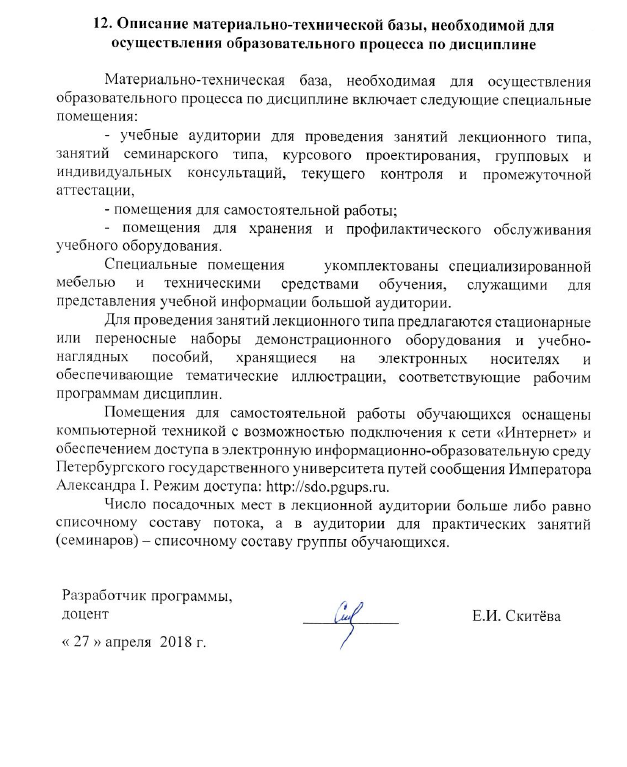 12. Описание материально-технической базы, необходимой для
осуществления образовательного процесса по дисциплине
Материально-техническая база, необходимая для осуществления
образовательного процесса по дисциплине включает следующие специальные
помещения:
- учебные аудитории для проведения занятий лекционного типа,
занятий семинарского типа, курсового проектирования, групповых и
индивидуальных консультаций, текущего контроля и промежуточной
аттестации,
- помещения для самостоятельной работы;
- помещения для хранения и профилактического обслуживания
учебного оборудования.
Специальные помещения укомплектованы специализированной
мебелью и техническими средствами обучения, служащими для
представления учебной информации большой аудитории.
Для проведения занятий лекционного типа предлагаются стационарные
или переносные наборы демонстрационного оборудования и учебно-
наглядных пособий, хранящиеся на электронных носителях и
обеспечивающие тематические иллюстрации, соответствующие рабочим
программам дисциплин.
Помещения для самостоятельной работы обучающихся оснащены
компьютерной техникой с возможностью подключения к сети «Интернет» и
обеспечением доступа в электронную информационно-образовательную среду
Петербургского государственного университета путей сообщения Императора
Александра I. Режим доступа: http://sdo.pgups.ru.
Число посадочных мест в лекционной аудитории больше либо равно
списочному составу потока, а в аудитории для практических занятий
(семинаров) – списочному составу группы обучающихся.
Разработчик программы,
доцент Е.И. Скитёва
« 27 » апреля 2018 г.